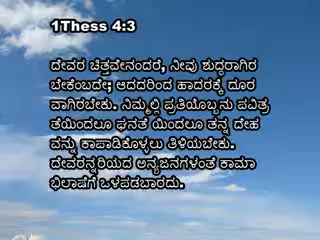 1Thess 4:3
ದೇವರ ಚಿತ್ತವೇನಂದರೆ, ನೀವು ಶುದ್ಧರಾಗಿರ
ಬೇಕೆಂಬದೇ; ಆದದರಿಂದ ಹಾದರಕ್ಕೆ ದೂರ
ವಾಗಿರಬೇಕು. ನಿಮ್ಮಲ್ಲಿ ಪ್ರತಿಯೊಬ್ಬನು ಪವಿತ್ರ
ತೆಯಿಂದಲೂ ಘನತೆ ಯಿಂದಲೂ ತನ್ನ ದೇಹ
ವನ್ನು ಕಾಪಾಡಿಕೊಳ್ಳಲು ತಿಳಿಯಬೇಕು.
ದೇವರನ್ನರಿಯದ ಅನ್ಯಜನಗಳಂತೆ ಕಾಮಾ
ಭಿಲಾಷೆಗೆ ಒಳಪಡಬಾರದು.